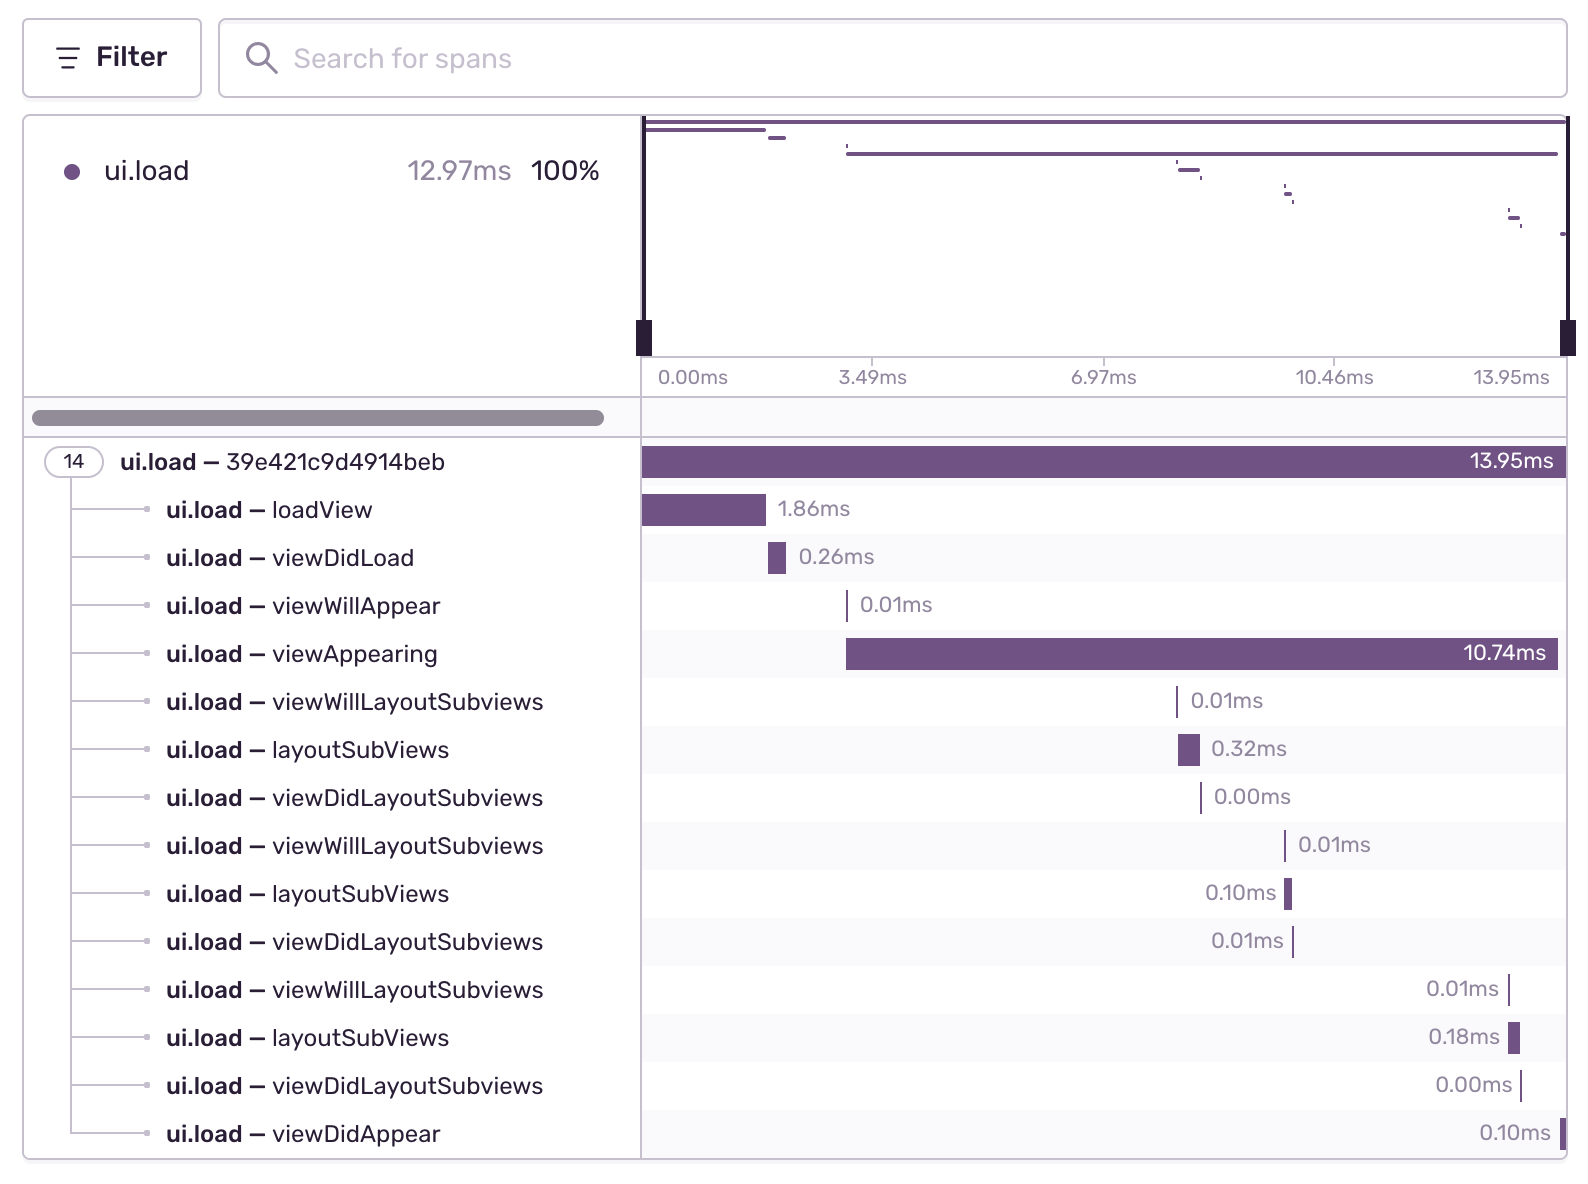 Filter
Search for spans
ui.load 12.97ms 100%
0.00ms 3.49ms 6.97ms 10.46ms 13.95ms
14 ui.load — 39e421c9d4914beb 13.95ms
ui.load — loadView 1.86ms
ui.load — viewDidLoad 0.26ms
ui.load — viewWillAppear 0.01ms
ui.load — viewAppearing 10.74ms
ui.load — viewWillLayoutSubviews 0.01ms
ui.load — layoutSubViews 0.32ms
ui.load — viewDidLayoutSubviews 0.00ms
ui.load — viewWillLayoutSubviews 0.01ms
ui.load — layoutSubViews 0.10ms
ui.load — viewDidLayoutSubviews 0.01ms
ui.load — viewWillLayoutSubviews 0.01ms
ui.load — layoutSubViews 0.18ms
ui.load — viewDidLayoutSubviews 0.00ms
ui.load — viewDidAppear 0.10ms